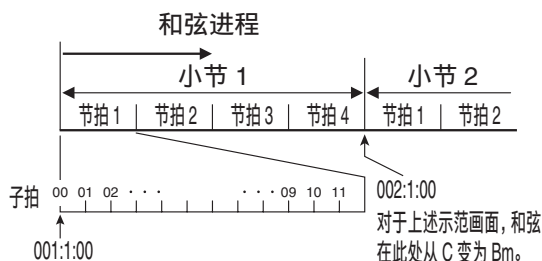 和弦进程
小节 1 小节 2
节拍 1 节拍 2 节拍 3 节拍 4 节拍 1 节拍 2
子拍 00 01 02 · · · · · · 09 10 11
002:1:00
对于上述示范画面，和弦
在此处从 C 变为 Bm。
001:1:00